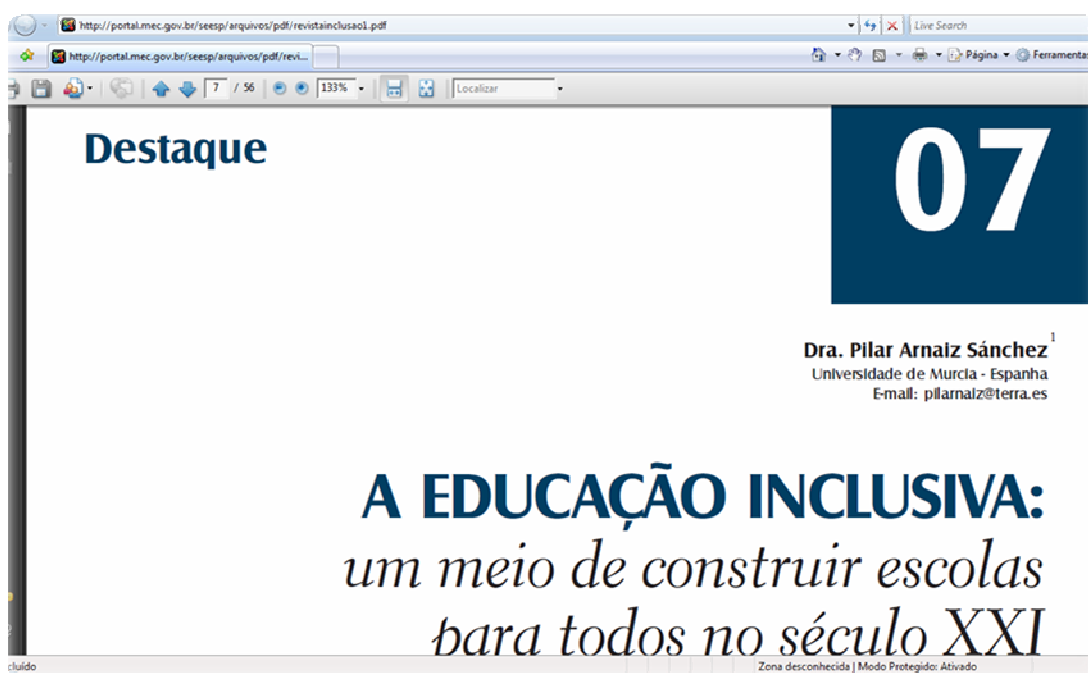 http://portal.mec.gov.br/seesp/arquivos/pdf/revistainclusao1.pdf
Live Search
http://portal.mec.gov.br/seesp/arquivos/pdf/revi...
Página
Ferramentas
7 / 56
133%
Localizar
Destaque
07
Dra. Pilar Arnaiz Sánchez 1
Universidade de Murcia - Espanha
E-mail: pilarnaiz@terra.es
A EDUCAÇÃO INCLUSIVA:
um meio de construir escolas
para todos no século XXI
cluído
Zona desconhecida | Modo Protegido: Ativado